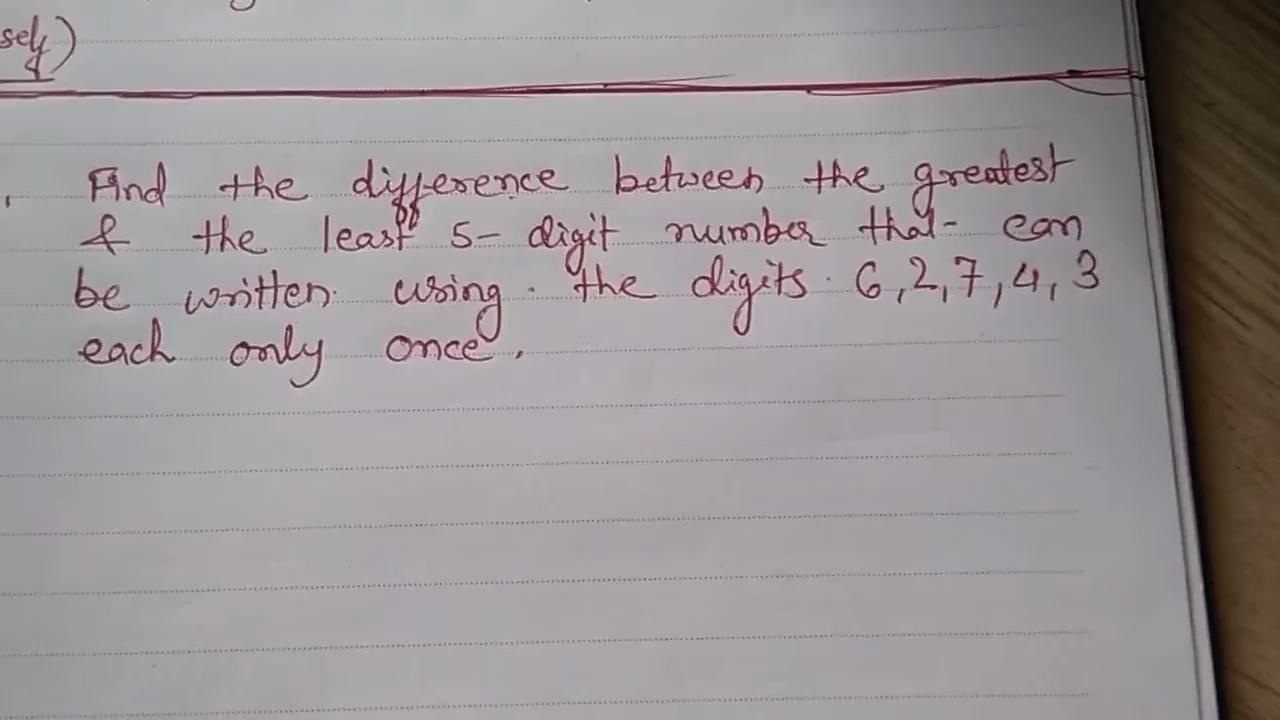 sely)
Find the difference between the greatest
& the least 5- digit number that can
be written using the digits 6,2,7,4,3
each only once.